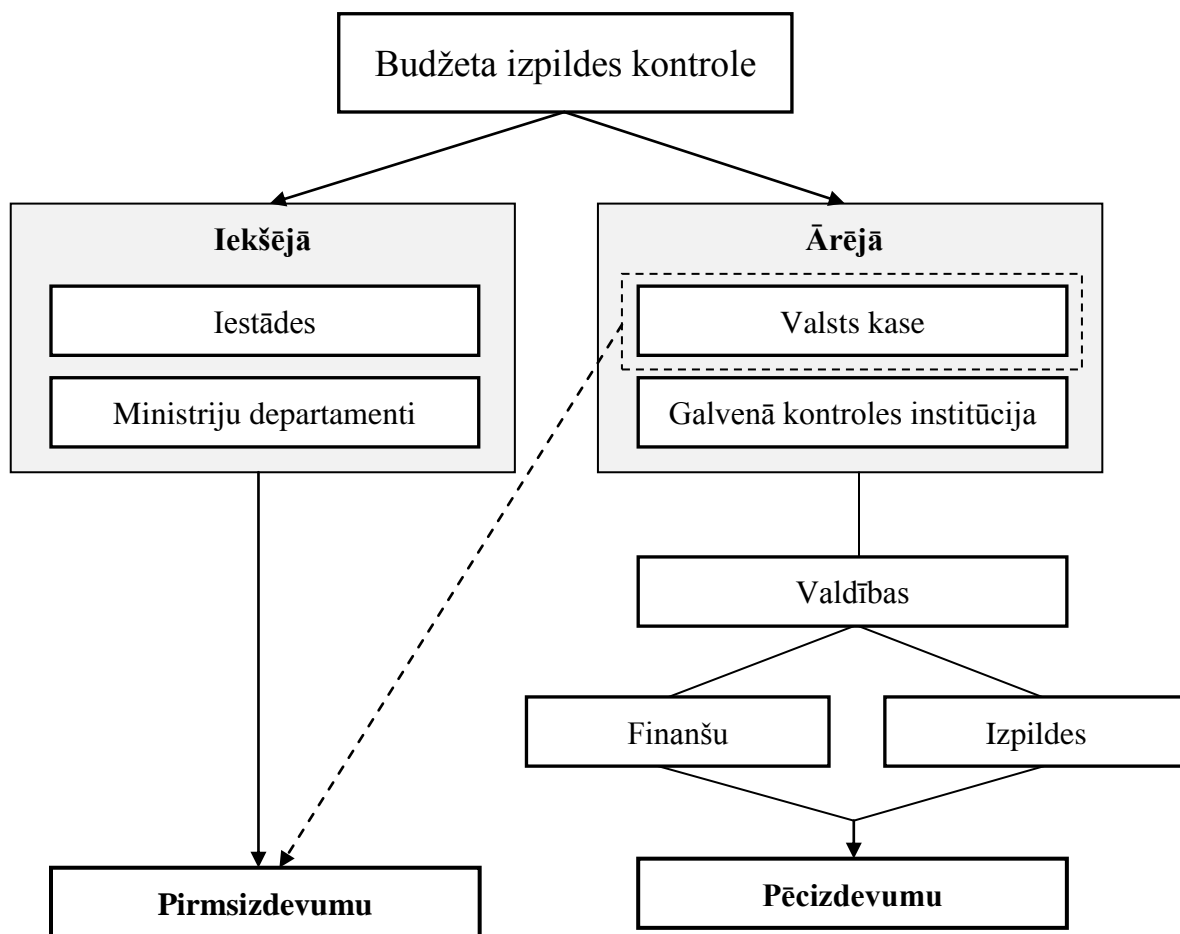 Budžeta izpildes kontrole
Iekšējā
Iestādes
Ministriju departamenti
Ārējā
Valsts kase
Galvenā kontroles institūcija
Valdības
Finanšu
Izpildes
Pirmsizdevumu
Pēcizdevumu